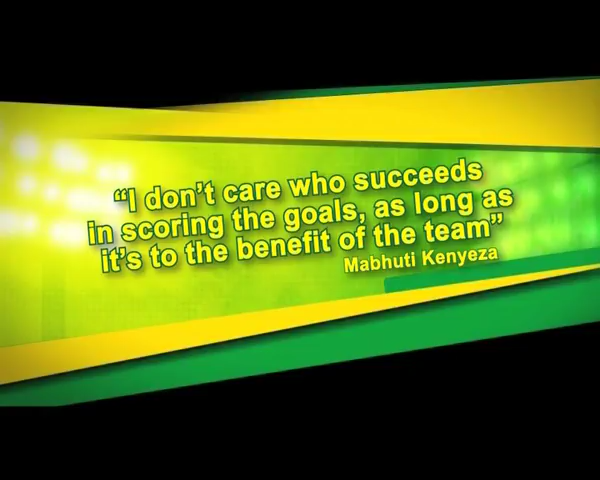 “I don’t care who succeeds
in scoring the goals, as long as
it’s to the benefit of the team”
Mabhuti Kenyeza